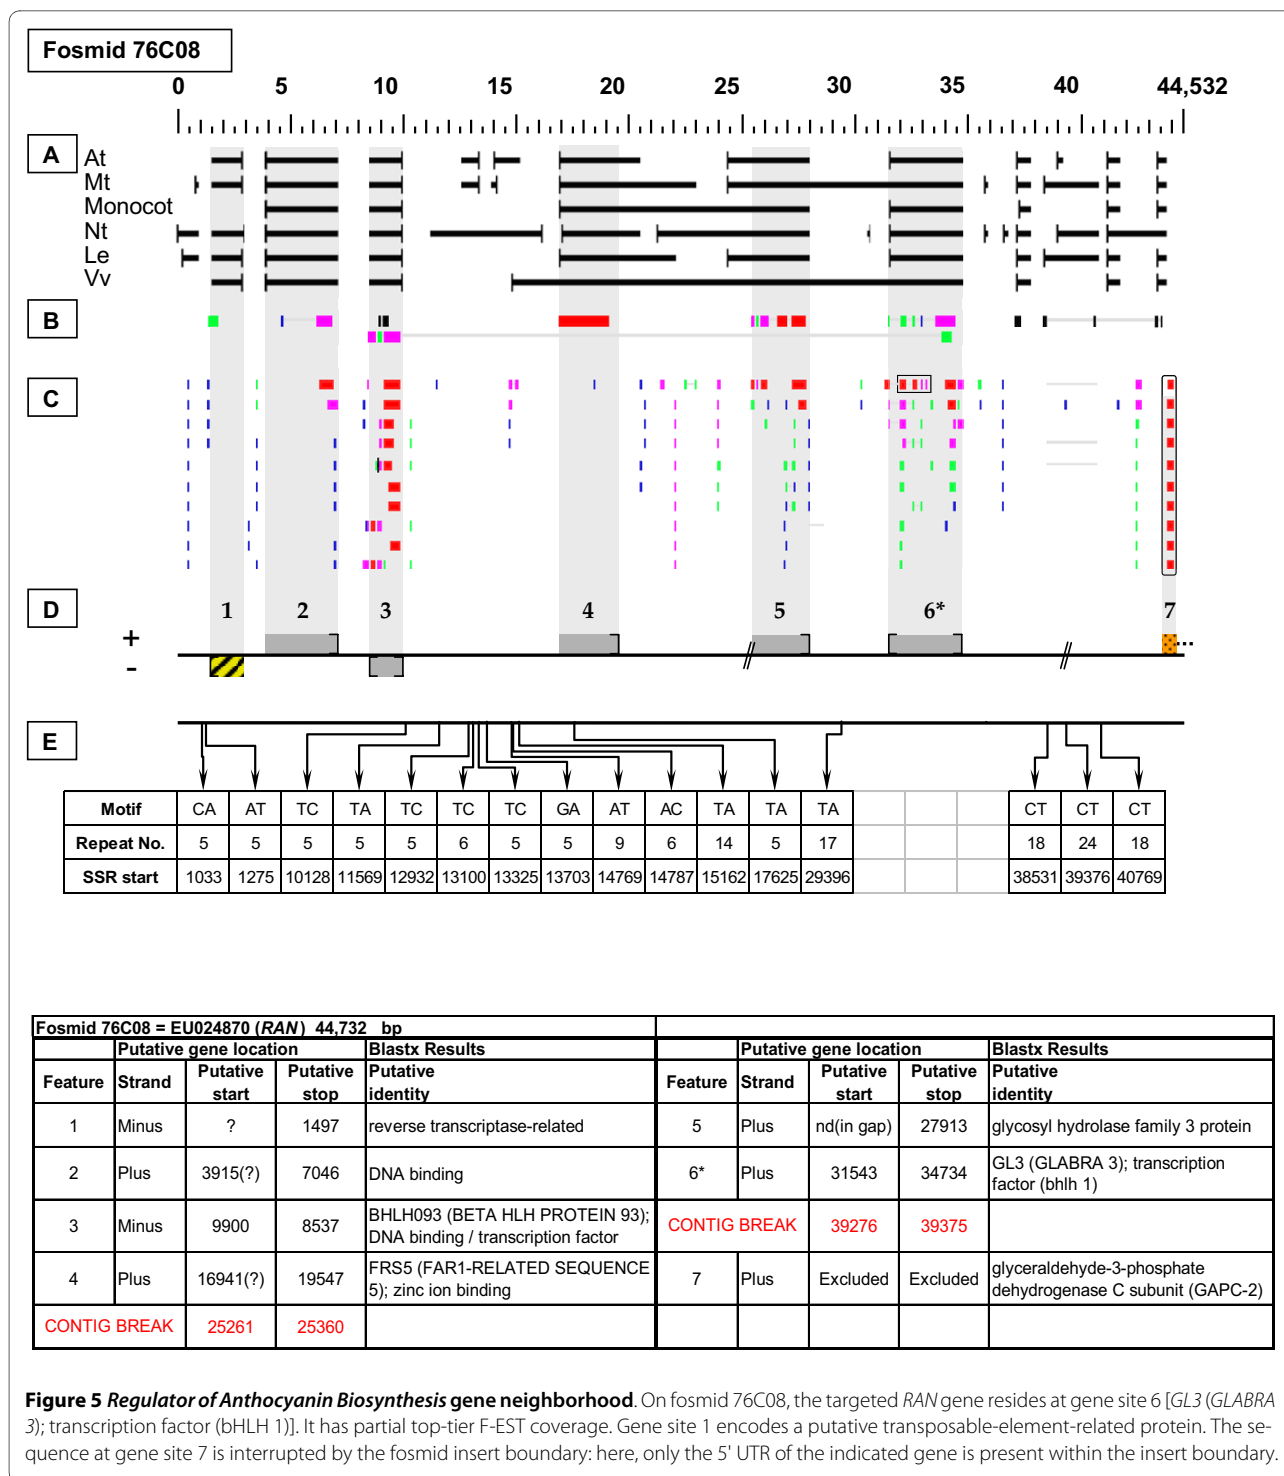 Fosmid 76C08
0 5 10 15 20 25 30 35 40 44,532
A
At
Mt
Monocot
Nt
Le
Vv
B
C
D
1 2 3 4 5 6* 7
+
-
E
Motif CA AT TC TA TC TC TC GA AT AC TA TA TA CT CT CT
Repeat No. 5 5 5 5 5 6 5 5 9 6 14 5 17 18 24 18
SSR start 1033 1275 10128 11569 12932 13100 13325 13703 14769 14787 15162 17625 29396 38531 39376 40769
Fosmid 76C08 = EU024870 (RAN) 44,732 bp
Putative gene location Blastx Results Putative gene location Blastx Results
Feature Strand Putative start Putative stop Putative identity Feature Strand Putative start Putative stop Putative identity
1 Minus ? 1497 reverse transcriptase-related 5 Plus nd(in gap) 27913 glycosyl hydrolase family 3 protein
2 Plus 3915(?) 7046 DNA binding 6* Plus 31543 34734 GL3 (GLABRA 3); transcription factor (bhlh 1)
3 Minus 9900 8537 BHLH093 (BETA HLH PROTEIN 93); DNA binding / transcription factor CONTIG BREAK 39276 39375
4 Plus 16941(?) 19547 FRS5 (FAR1-RELATED SEQUENCE 5); zinc ion binding 7 Plus Excluded Excluded glyceraldehyde-3-phosphate dehydrogenase C subunit (GAPC-2)
CONTIG BREAK 25261 25360
Figure 5 Regulator of Anthocyanin Biosynthesis gene neighborhood. On fosmid 76C08, the targeted RAN gene resides at gene site 6 [GL3 (GLABRA
3); transcription factor (bHLH 1)]. It has partial top-tier F-EST coverage. Gene site 1 encodes a putative transposable-element-related protein. The se-
quence at gene site 7 is interrupted by the fosmid insert boundary: here, only the 5' UTR of the indicated gene is present within the insert boundary.